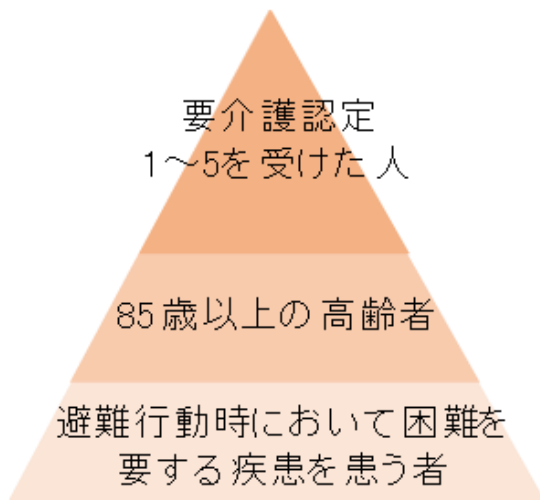 要介護認定
1～5を受けた人
85歳以上の高齢者
避難行動時において困難を
要する疾患を患う者